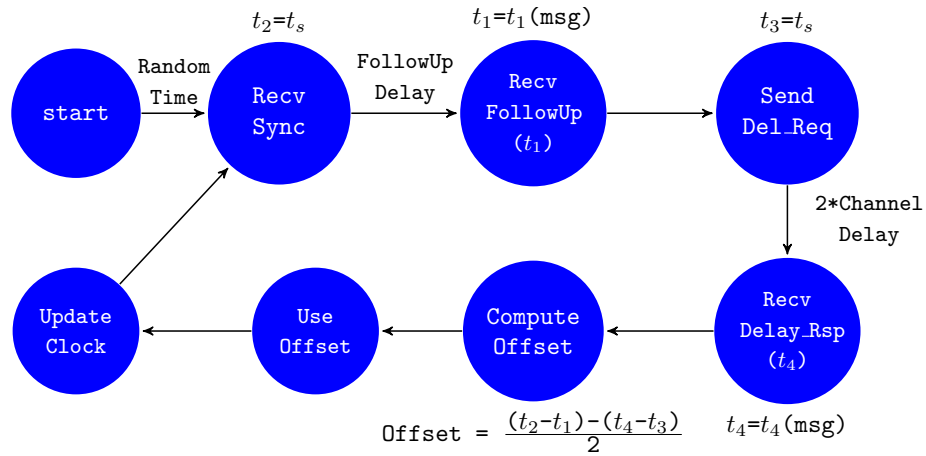 t₂=tₛ
t₁=t₁(msg)
t₃=tₛ
start
Random
Time
Recv
Sync
FollowUp
Delay
Recv
FollowUp
(t₁)
Send
Del_Req
2*Channel
Delay
Recv
Delay_Rsp
(t₄)
t₄=t₄(msg)
Compute
Offset
Offset = (t₂-t₁)-(t₄-t₃)
2
Use
Offset
Update
Clock